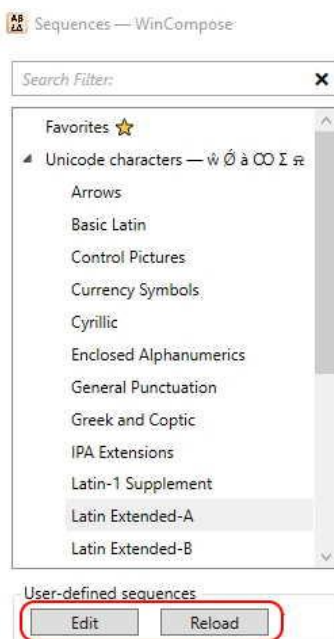 Sequences — WinCompose
Search Filter:
Favorites
Unicode characters — ŵ Ǿ à
Arrows
Basic Latin
Control Pictures
Currency Symbols
Cyrillic
Enclosed Alphanumerics
General Punctuation
Greek and Coptic
IPA Extensions
Latin-1 Supplement
Latin Extended-A
Latin Extended-B
User-defined sequences
Edit Reload